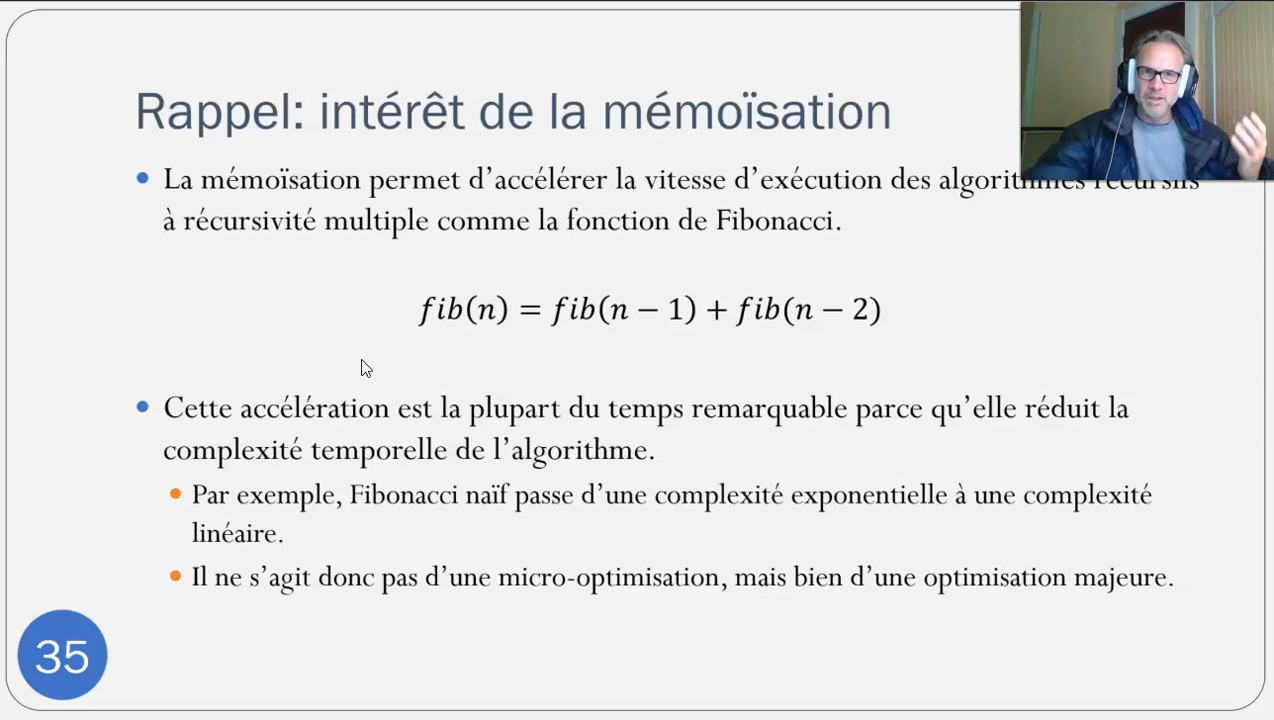 Rappel: intérêt de la mémoïsation
La mémoïsation permet d’accélérer la vitesse d’exécution des algorithmes récursifs
à récursivité multiple comme la fonction de Fibonacci.
fib(n) = fib(n − 1) + fib(n − 2)
Cette accélération est la plupart du temps remarquable parce qu’elle réduit la
complexité temporelle de l’algorithme.
Par exemple, Fibonacci naïf passe d’une complexité exponentielle à une complexité
linéaire.
Il ne s’agit donc pas d’une micro-optimisation, mais bien d’une optimisation majeure.
35